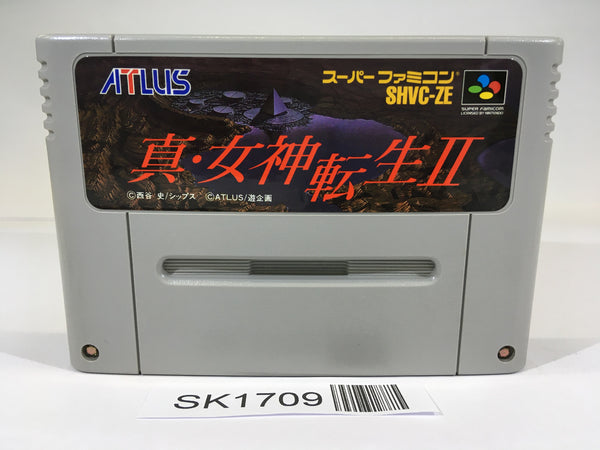 ATLUS
スーパーファミコン®
SHVC-ZE
SUPER FAMICOM
LICENSED BY NINTENDO
真・女神転生II
©西谷 史/シップス ©ATLUS/遊企画
SK1709